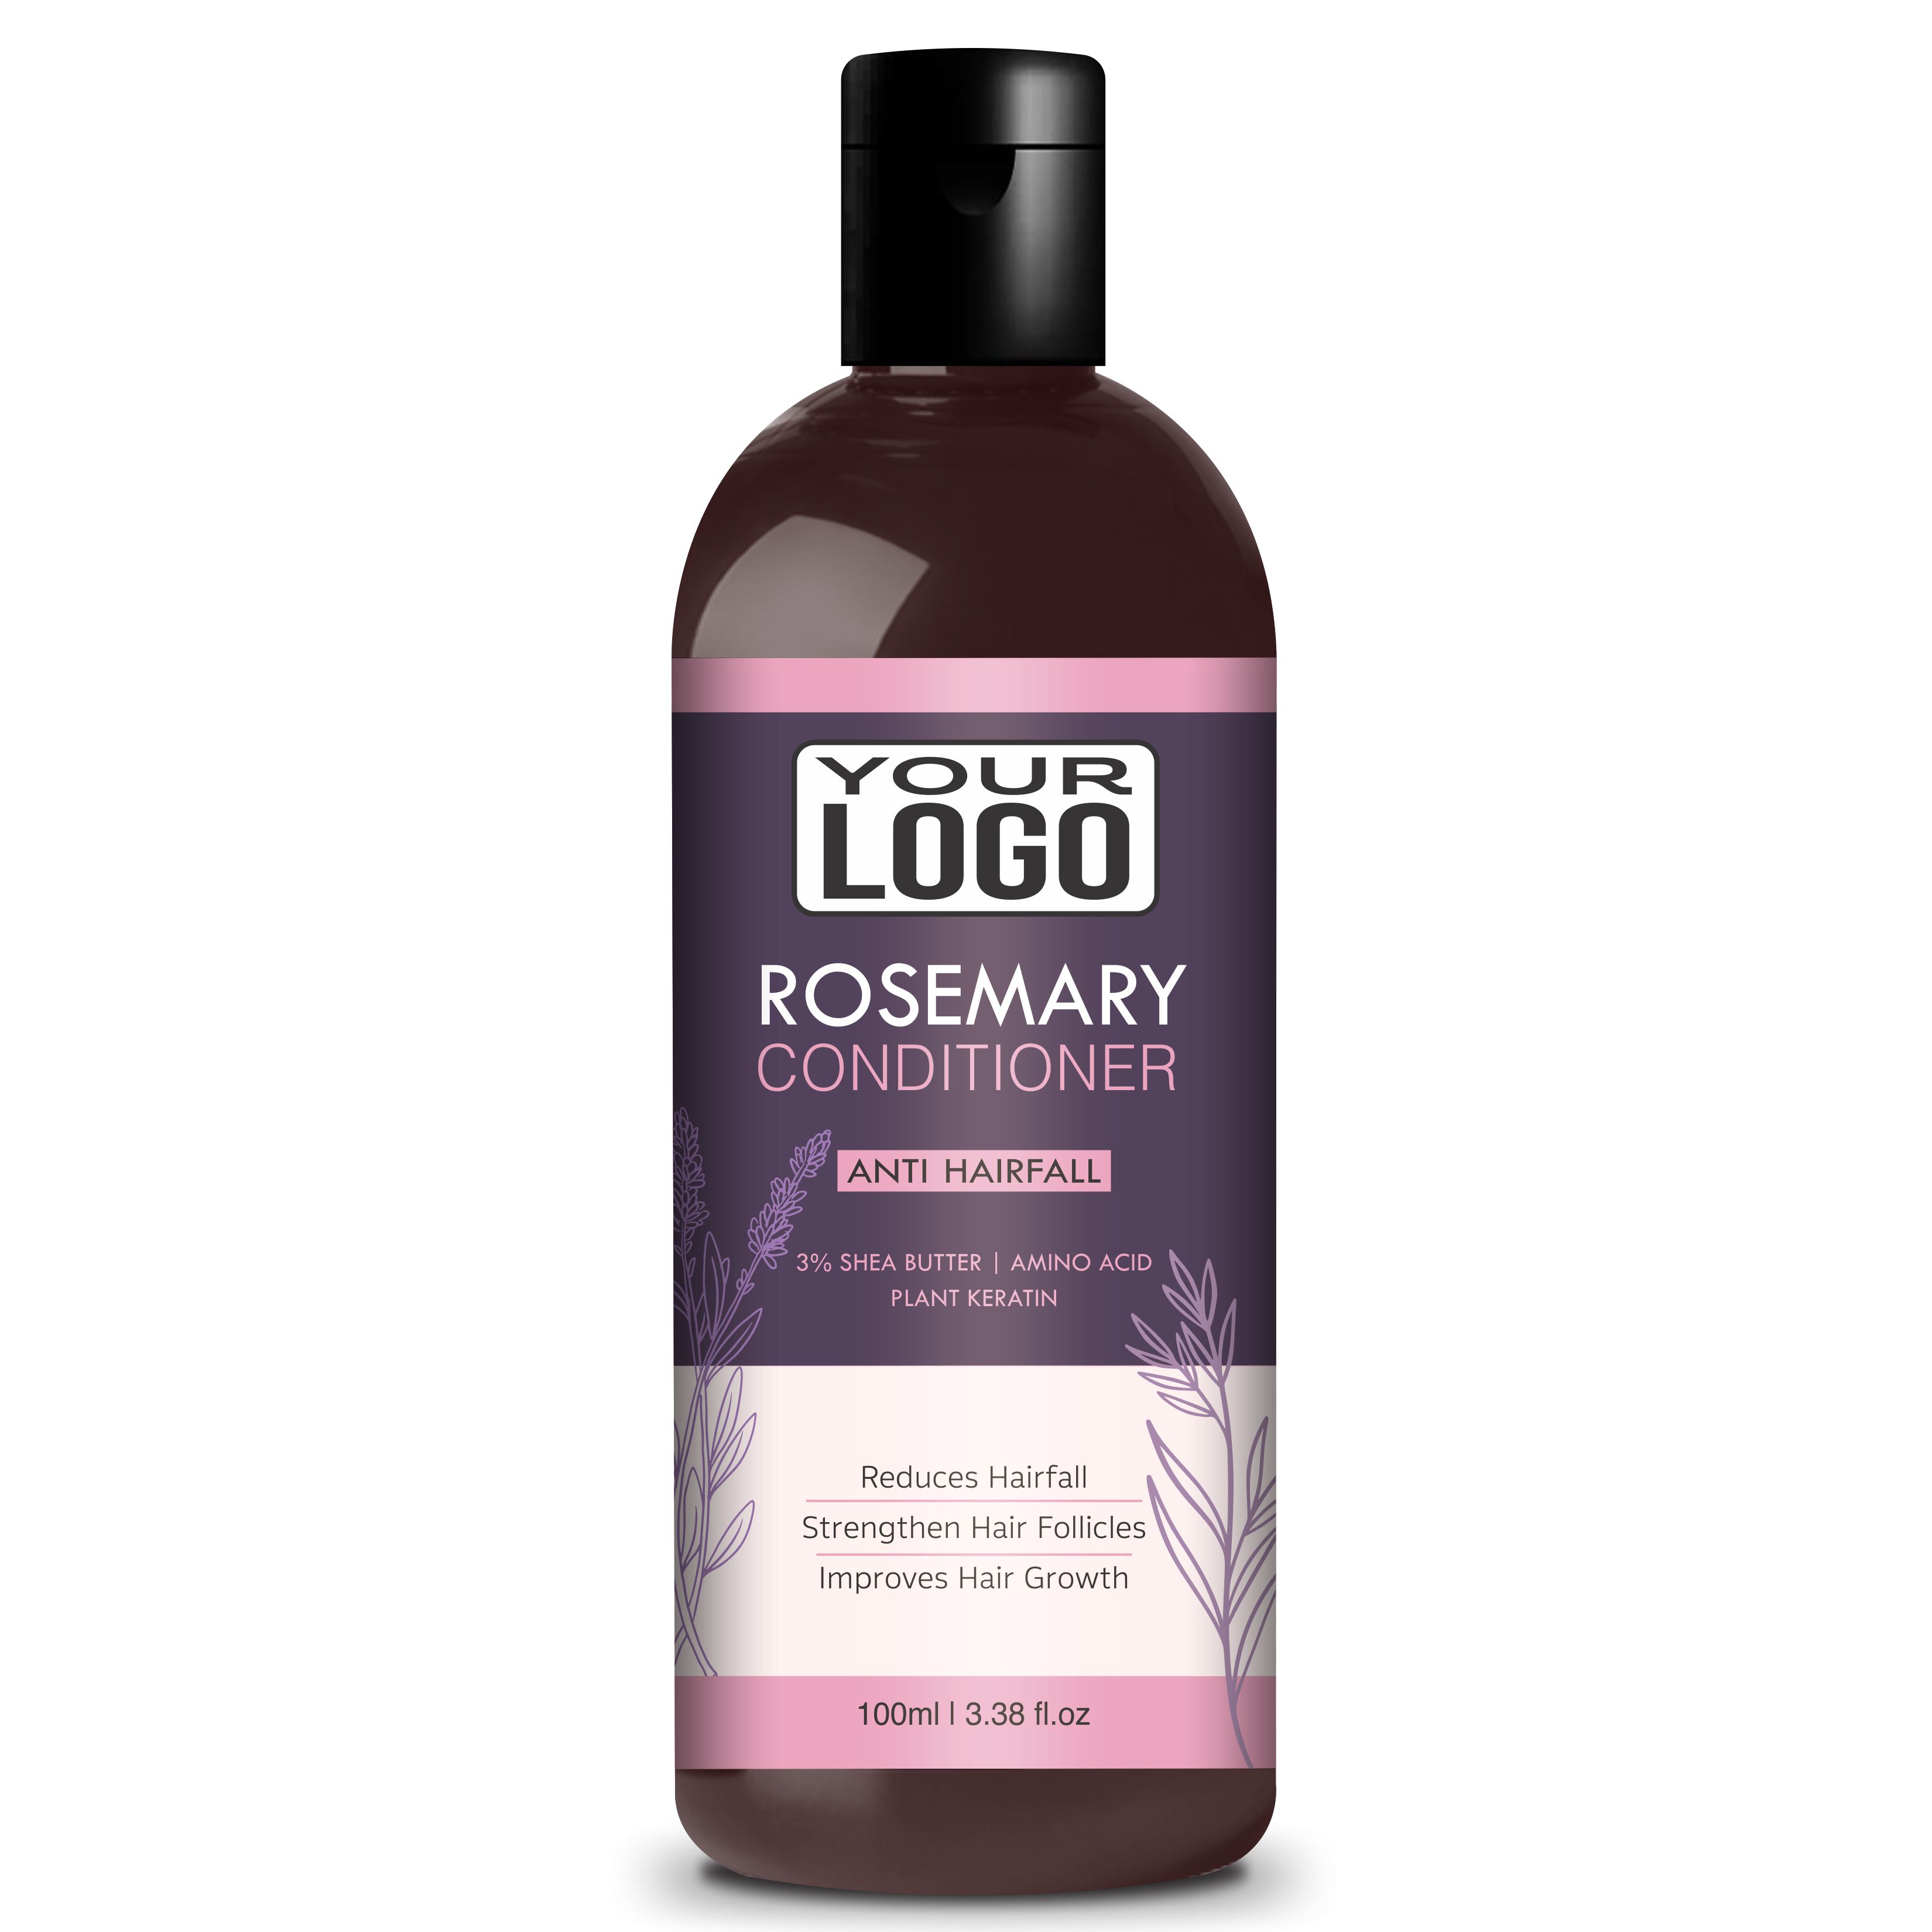 YOUR
LOGO
ROSEMARY
CONDITIONER
ANTI HAIRFALL
3% SHEA BUTTER | AMINO ACID
PLANT KERATIN
Reduces Hairfall
Strengthen Hair Follicles
Improves Hair Growth
100ml | 3.38 fl.oz